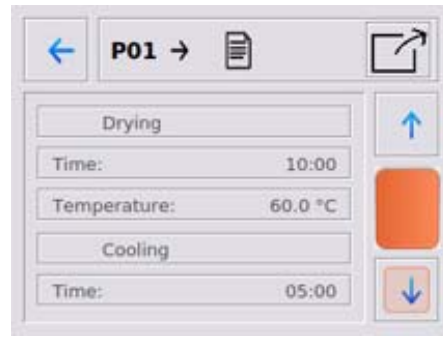 P01 →
Drying
Time: 10:00
Temperature: 60.0 °C
Cooling
Time: 05:00